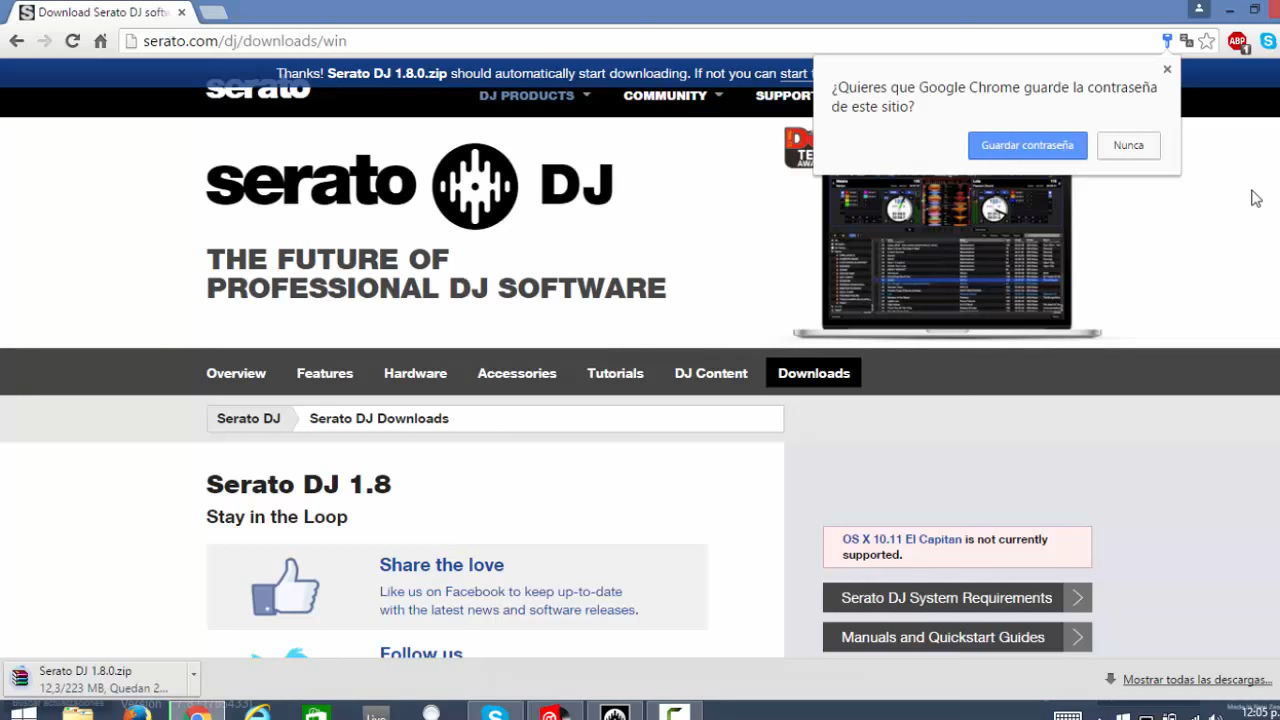 Download Serato DJ softw
serato.com/dj/downloads/win
ABP
1
Thanks! Serato DJ 1.8.0.zip should automatically start downloading. If not you can start
serato
DJ PRODUCTS
COMMUNITY
SUPPORT
¿Quieres que Google Chrome guarde la contraseña
de este sitio?
Guardar contraseña
Nunca
serato DJ
THE FUTURE OF
PROFESSIONAL DJ SOFTWARE
Overview
Features
Hardware
Accessories
Tutorials
DJ Content
Downloads
Serato DJ
Serato DJ Downloads
Serato DJ 1.8
Stay in the Loop
Share the love
Like us on Facebook to keep up-to-date
with the latest news and software releases.
Follow us
OS X 10.11 El Capitan is not currently
supported.
Serato DJ System Requirements
Manuals and Quickstart Guides
Serato DJ 1.8.0.zip
12,3/223 MB, Quedan 2...
Mostrar todas las descargas...
Buscar actualizaciones
Live
12:05 p.